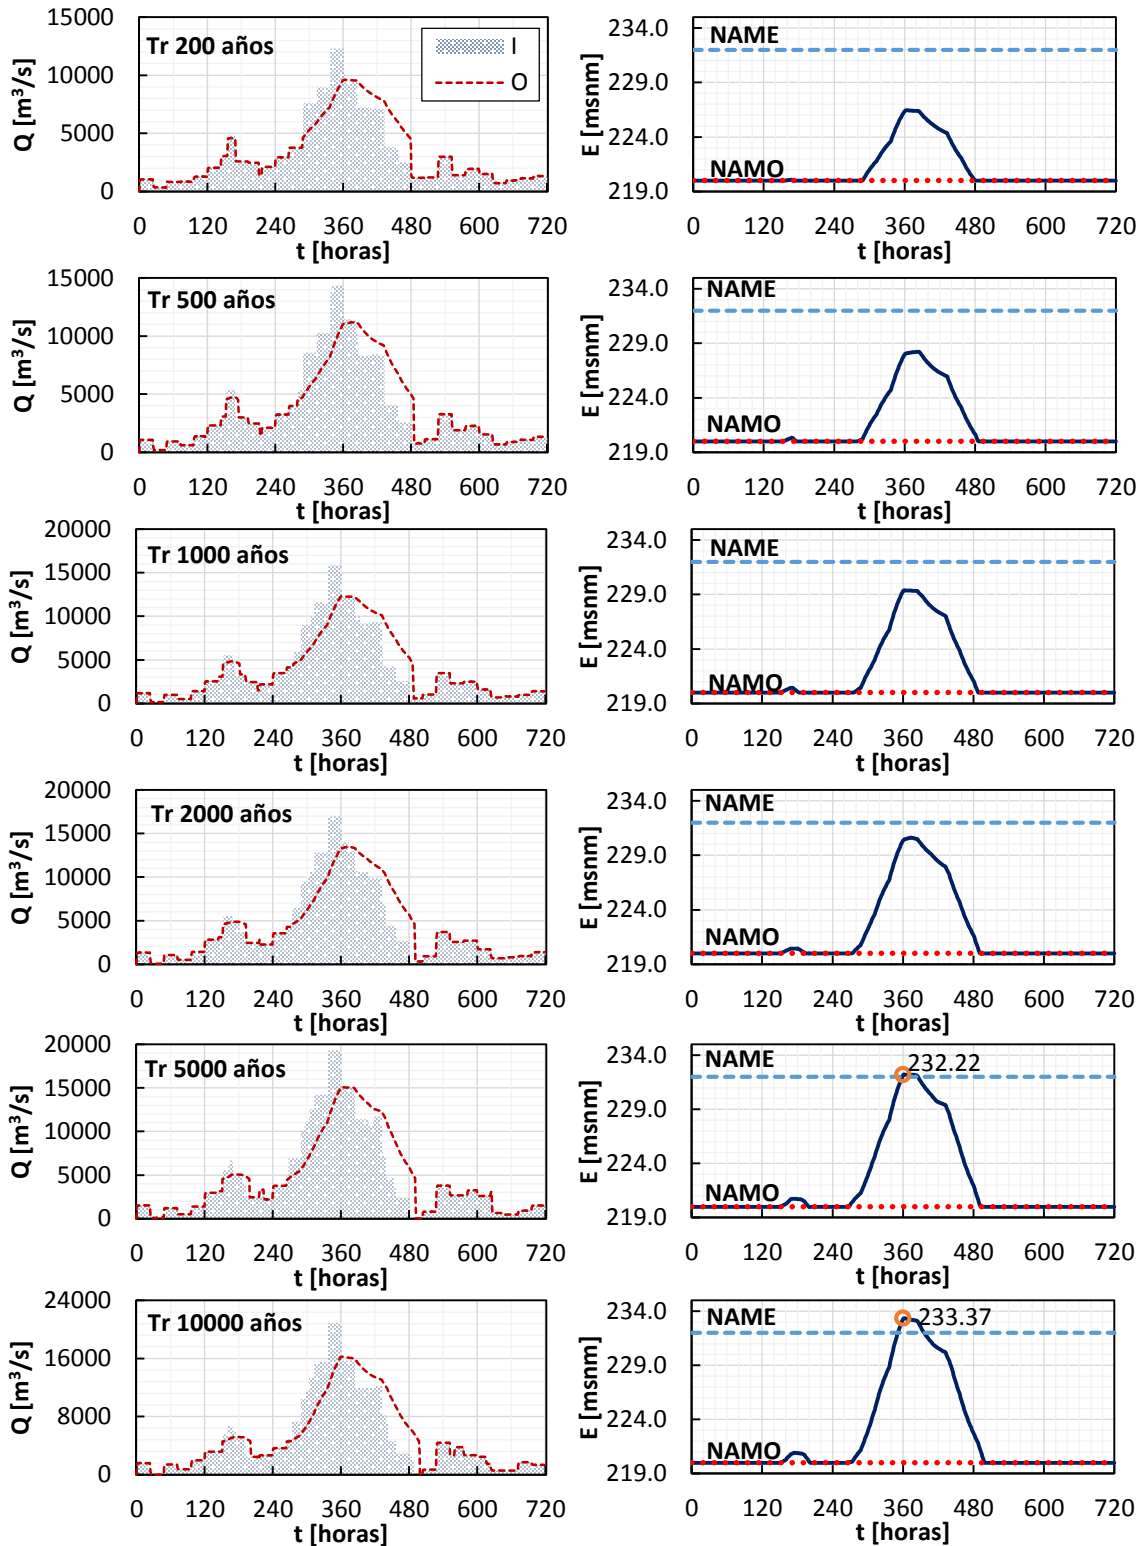 15000
10000
5000
0
Q [m³/s]
Tr 200 años
I
O
0 120 240 360 480 600 720
t [horas]
234.0
229.0
224.0
219.0
E [msnm]
NAME
NAMO
0 120 240 360 480 600 720
t [horas]
15000
10000
5000
0
Q [m³/s]
Tr 500 años
0 120 240 360 480 600 720
t [horas]
234.0
229.0
224.0
219.0
E [msnm]
NAME
NAMO
0 120 240 360 480 600 720
t [horas]
20000
15000
10000
5000
0
Q [m³/s]
Tr 1000 años
0 120 240 360 480 600 720
t [horas]
234.0
229.0
224.0
219.0
E [msnm]
NAME
NAMO
0 120 240 360 480 600 720
t [horas]
20000
15000
10000
5000
0
Q [m³/s]
Tr 2000 años
0 120 240 360 480 600 720
t [horas]
234.0
229.0
224.0
219.0
E [msnm]
NAME
NAMO
0 120 240 360 480 600 720
t [horas]
20000
15000
10000
5000
0
Q [m³/s]
Tr 5000 años
0 120 240 360 480 600 720
t [horas]
234.0
229.0
224.0
219.0
E [msnm]
NAME
232.22
NAMO
0 120 240 360 480 600 720
t [horas]
24000
16000
8000
0
Q [m³/s]
Tr 10000 años
0 120 240 360 480 600 720
t [horas]
234.0
229.0
224.0
219.0
E [msnm]
NAME
233.37
NAMO
0 120 240 360 480 600 720
t [horas]